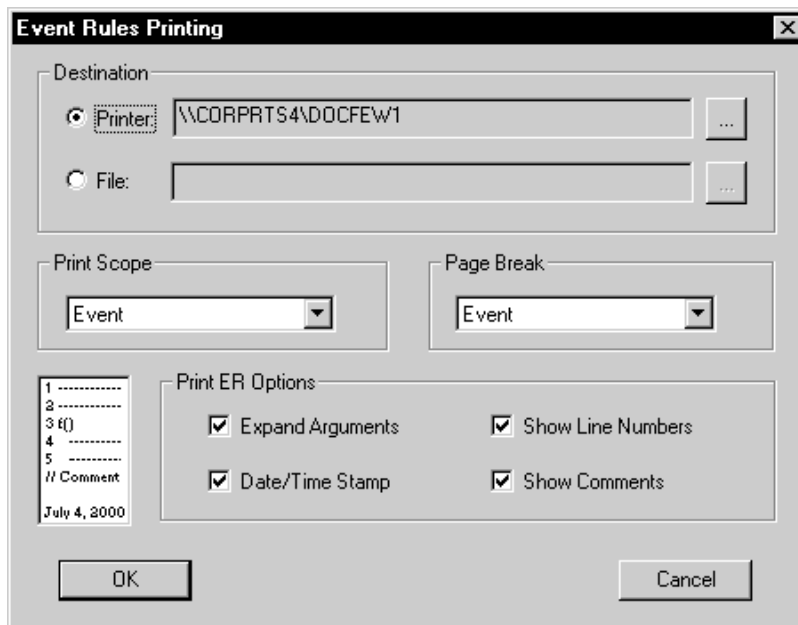 Event Rules Printing
Destination
Printer: \\CORPRTS4\DOCFEW1 ...
File: ...
Print Scope
Event
Page Break
Event
1 ------------
2 ------------
3 f()
4 ----------
5 ----------
// Comment
July 4, 2000
Print ER Options
Expand Arguments
Show Line Numbers
Date/Time Stamp
Show Comments
OK
Cancel